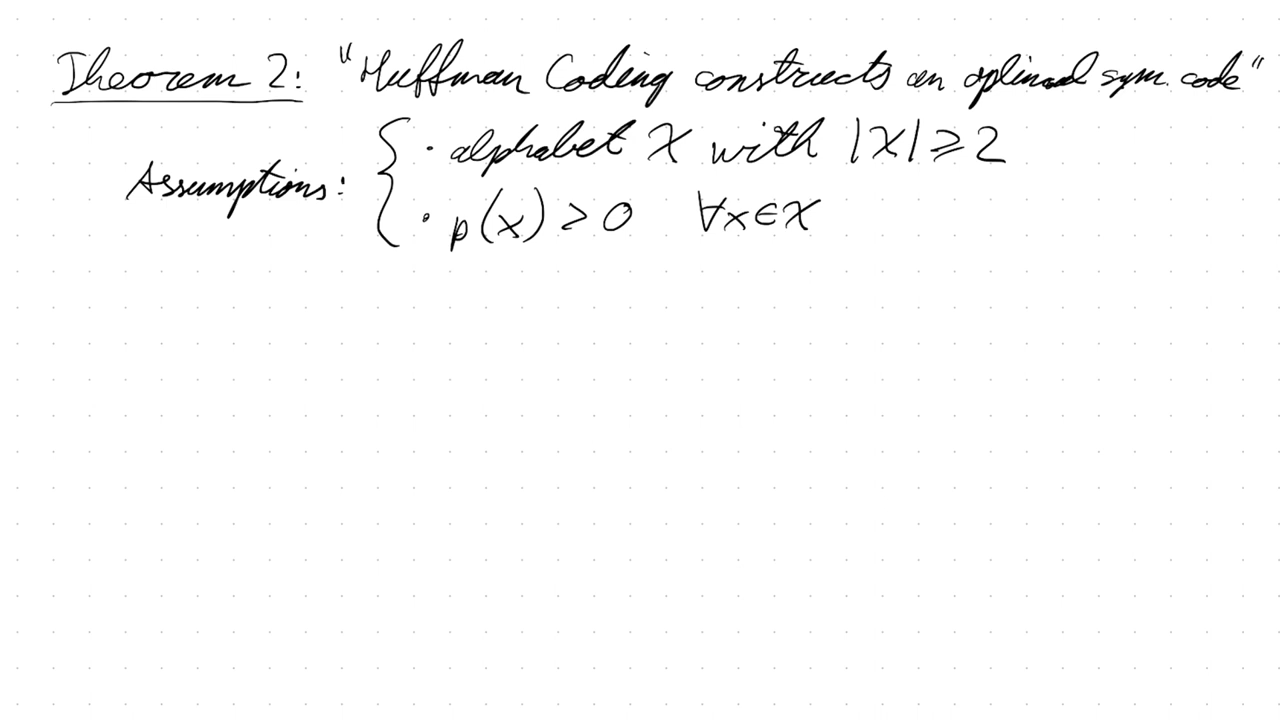 Theorem 2: "Huffman Coding constructs an optimal sym. code"
Assumptions: { · alphabet X with |X| ⩾ 2
· p(x) > 0 ∀x∈X